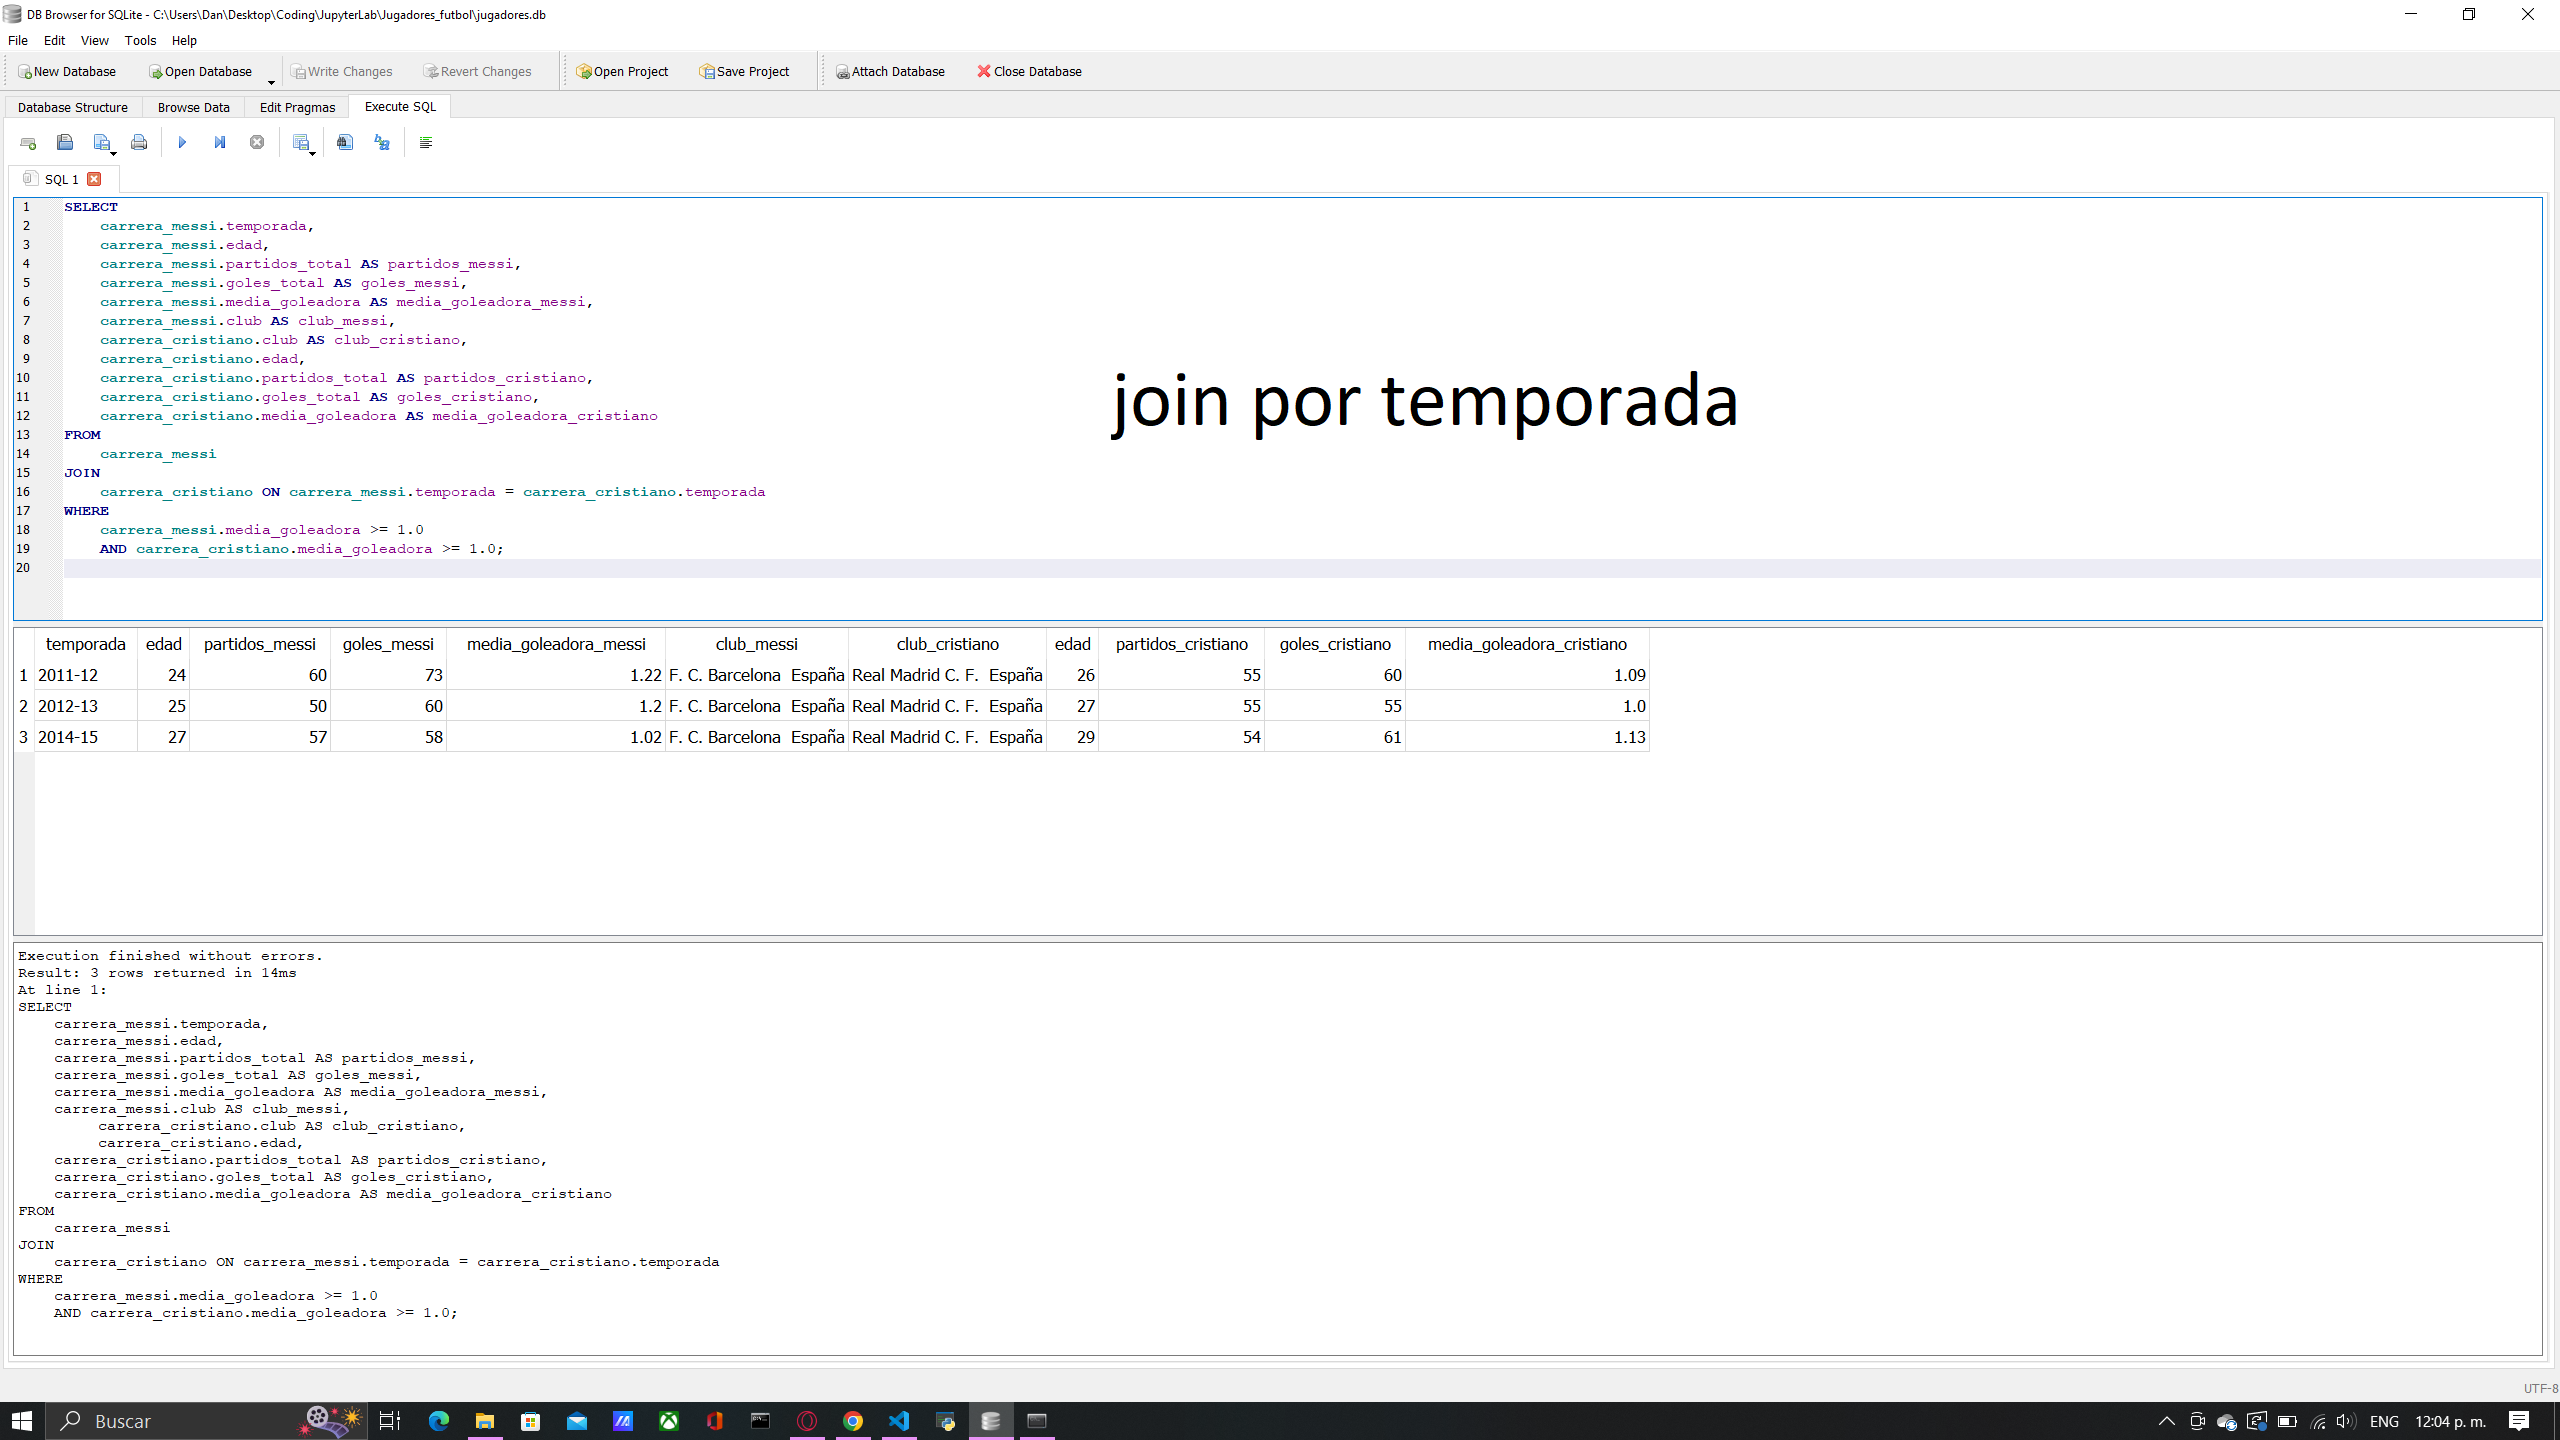 DB Browser for SQLite - C:\Users\Dan\Desktop\Coding\JupyterLab\Jugadores_futbol\jugadores.db
File Edit View Tools Help
New Database Open Database Write Changes Revert Changes Open Project Save Project Attach Database Close Database
Database Structure Browse Data Edit Pragmas Execute SQL
SQL 1
1 SELECT
2 carrera_messi.temporada,
3 carrera_messi.edad,
4 carrera_messi.partidos_total AS partidos_messi,
5 carrera_messi.goles_total AS goles_messi,
6 carrera_messi.media_goleadora AS media_goleadora_messi,
7 carrera_messi.club AS club_messi,
8 carrera_cristiano.club AS club_cristiano,
9 carrera_cristiano.edad,
10 carrera_cristiano.partidos_total AS partidos_cristiano,
11 carrera_cristiano.goles_total AS goles_cristiano,
12 carrera_cristiano.media_goleadora AS media_goleadora_cristiano
13 FROM
14 carrera_messi
15 JOIN
16 carrera_cristiano ON carrera_messi.temporada = carrera_cristiano.temporada
17 WHERE
18 carrera_messi.media_goleadora >= 1.0
19 AND carrera_cristiano.media_goleadora >= 1.0;
20
join por temporada
temporada edad partidos_messi goles_messi media_goleadora_messi club_messi club_cristiano edad partidos_cristiano goles_cristiano media_goleadora_cristiano
1 2011-12 24 60 73 1.22 F. C. Barcelona España Real Madrid C. F. España 26 55 60 1.09
2 2012-13 25 50 60 1.2 F. C. Barcelona España Real Madrid C. F. España 27 55 55 1.0
3 2014-15 27 57 58 1.02 F. C. Barcelona España Real Madrid C. F. España 29 54 61 1.13
Execution finished without errors.
Result: 3 rows returned in 14ms
At line 1:
SELECT
carrera_messi.temporada,
carrera_messi.edad,
carrera_messi.partidos_total AS partidos_messi,
carrera_messi.goles_total AS goles_messi,
carrera_messi.media_goleadora AS media_goleadora_messi,
carrera_messi.club AS club_messi,
carrera_cristiano.club AS club_cristiano,
carrera_cristiano.edad,
carrera_cristiano.partidos_total AS partidos_cristiano,
carrera_cristiano.goles_total AS goles_cristiano,
carrera_cristiano.media_goleadora AS media_goleadora_cristiano
FROM
carrera_messi
JOIN
carrera_cristiano ON carrera_messi.temporada = carrera_cristiano.temporada
WHERE
carrera_messi.media_goleadora >= 1.0
AND carrera_cristiano.media_goleadora >= 1.0;
UTF-8
Buscar
ENG 12:04 p. m.